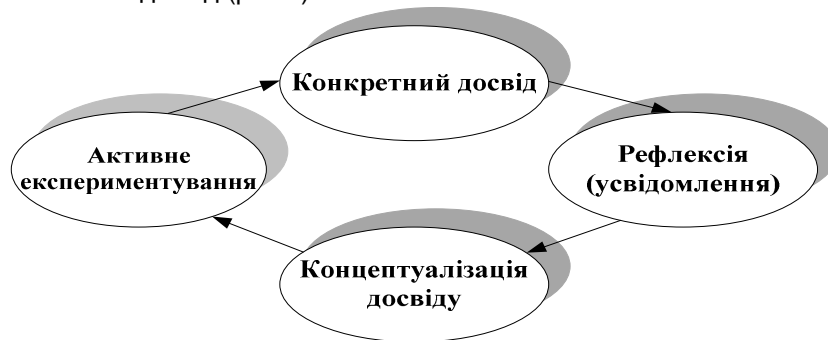 Конкретний досвід
Рефлексія
(усвідомлення)
Концептуалізація
досвіду
Активне
експериментування